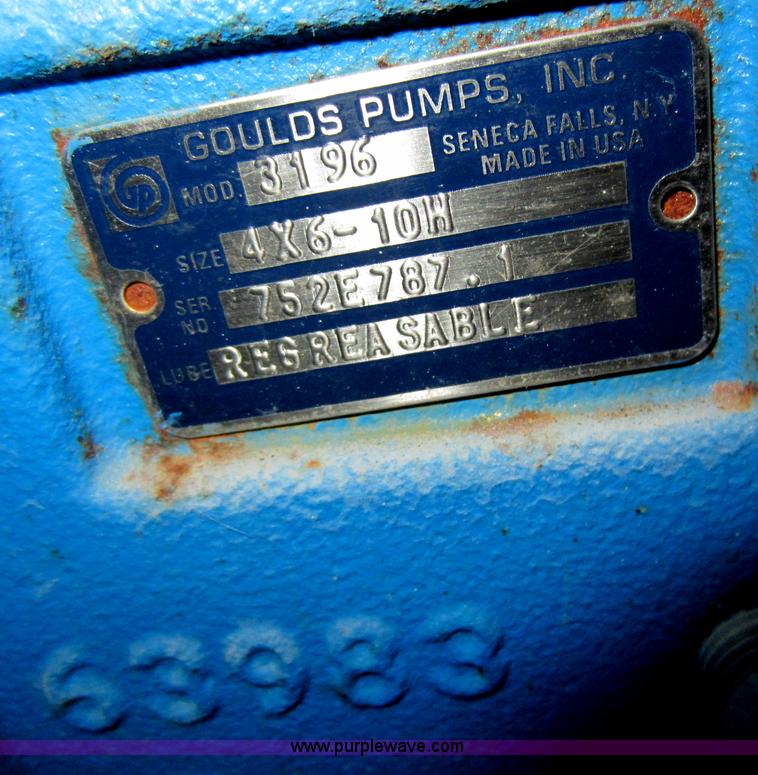 GOULDS PUMPS, INC.
MOD. 3196
SENECA FALLS, N.Y.
MADE IN USA
SIZE 4X6-10H
SER. NO 752E787.1
LUBE REGREASABLE
63983
www.purplewave.com